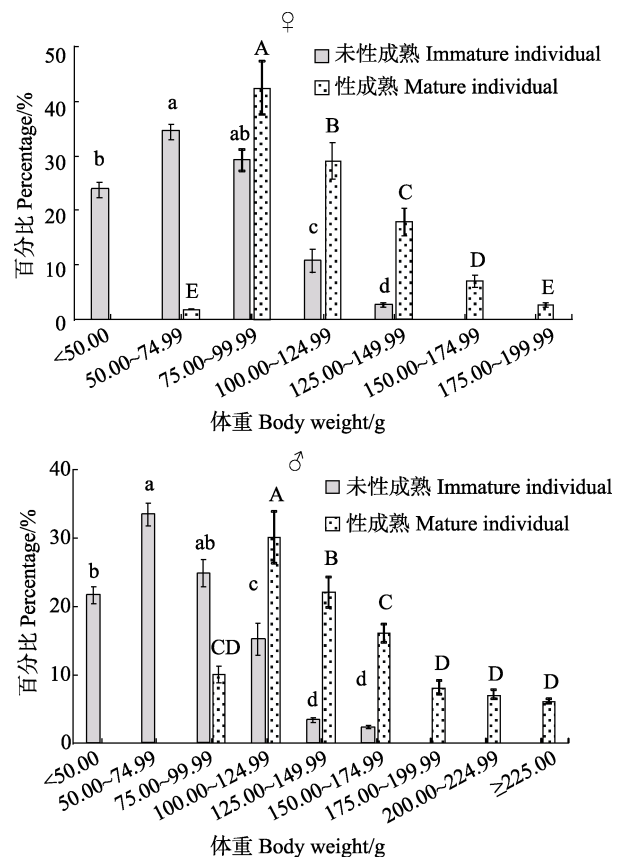 ♀
50
40
30
20
10
0
百分比 Percentage/%
未性成熟 Immature individual
性成熟 Mature individual
b
a
E
ab
A
c
B
d
C
D
E
<50.00
50.00~74.99
75.00~99.99
100.00~124.99
125.00~149.99
150.00~174.99
175.00~199.99
体重 Body weight/g
♂
40
30
20
10
0
百分比 Percentage/%
未性成熟 Immature individual
性成熟 Mature individual
b
a
ab
CD
c
A
d
B
d
C
D
D
D
<50.00
50.00~74.99
75.00~99.99
100.00~124.99
125.00~149.99
150.00~174.99
175.00~199.99
200.00~224.99
≥225.00
体重 Body weight/g